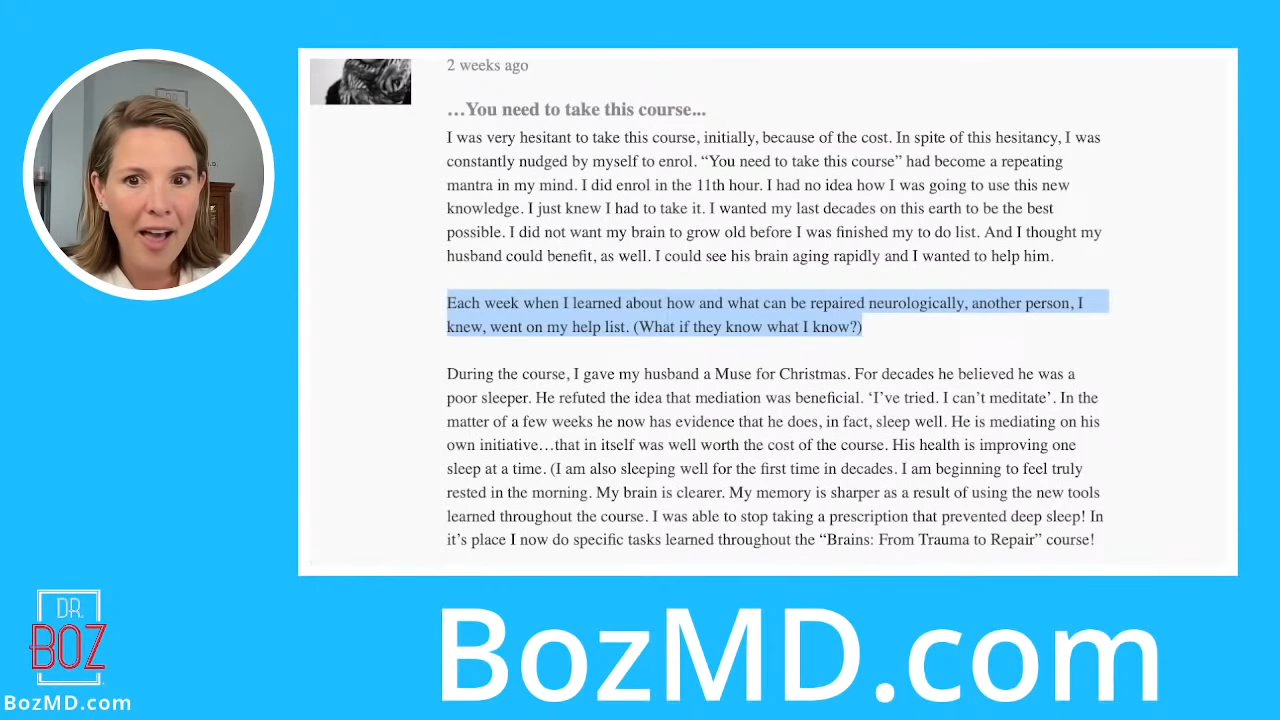 2 weeks ago
…You need to take this course...
I was very hesitant to take this course, initially, because of the cost. In spite of this hesitancy, I was
constantly nudged by myself to enrol. “You need to take this course” had become a repeating
mantra in my mind. I did enrol in the 11th hour. I had no idea how I was going to use this new
knowledge. I just knew I had to take it. I wanted my last decades on this earth to be the best
possible. I did not want my brain to grow old before I was finished my to do list. And I thought my
husband could benefit, as well. I could see his brain aging rapidly and I wanted to help him.
Each week when I learned about how and what can be repaired neurologically, another person, I
knew, went on my help list. (What if they know what I know?)
During the course, I gave my husband a Muse for Christmas. For decades he believed he was a
poor sleeper. He refuted the idea that mediation was beneficial. ‘I’ve tried. I can’t meditate’. In the
matter of a few weeks he now has evidence that he does, in fact, sleep well. He is mediating on his
own initiative…that in itself was well worth the cost of the course. His health is improving one
sleep at a time. (I am also sleeping well for the first time in decades. I am beginning to feel truly
rested in the morning. My brain is clearer. My memory is sharper as a result of using the new tools
learned throughout the course. I was able to stop taking a prescription that prevented deep sleep! In
it’s place I now do specific tasks learned throughout the “Brains: From Trauma to Repair” course!
DR.
BOZ
BozMD.com
BozMD.com